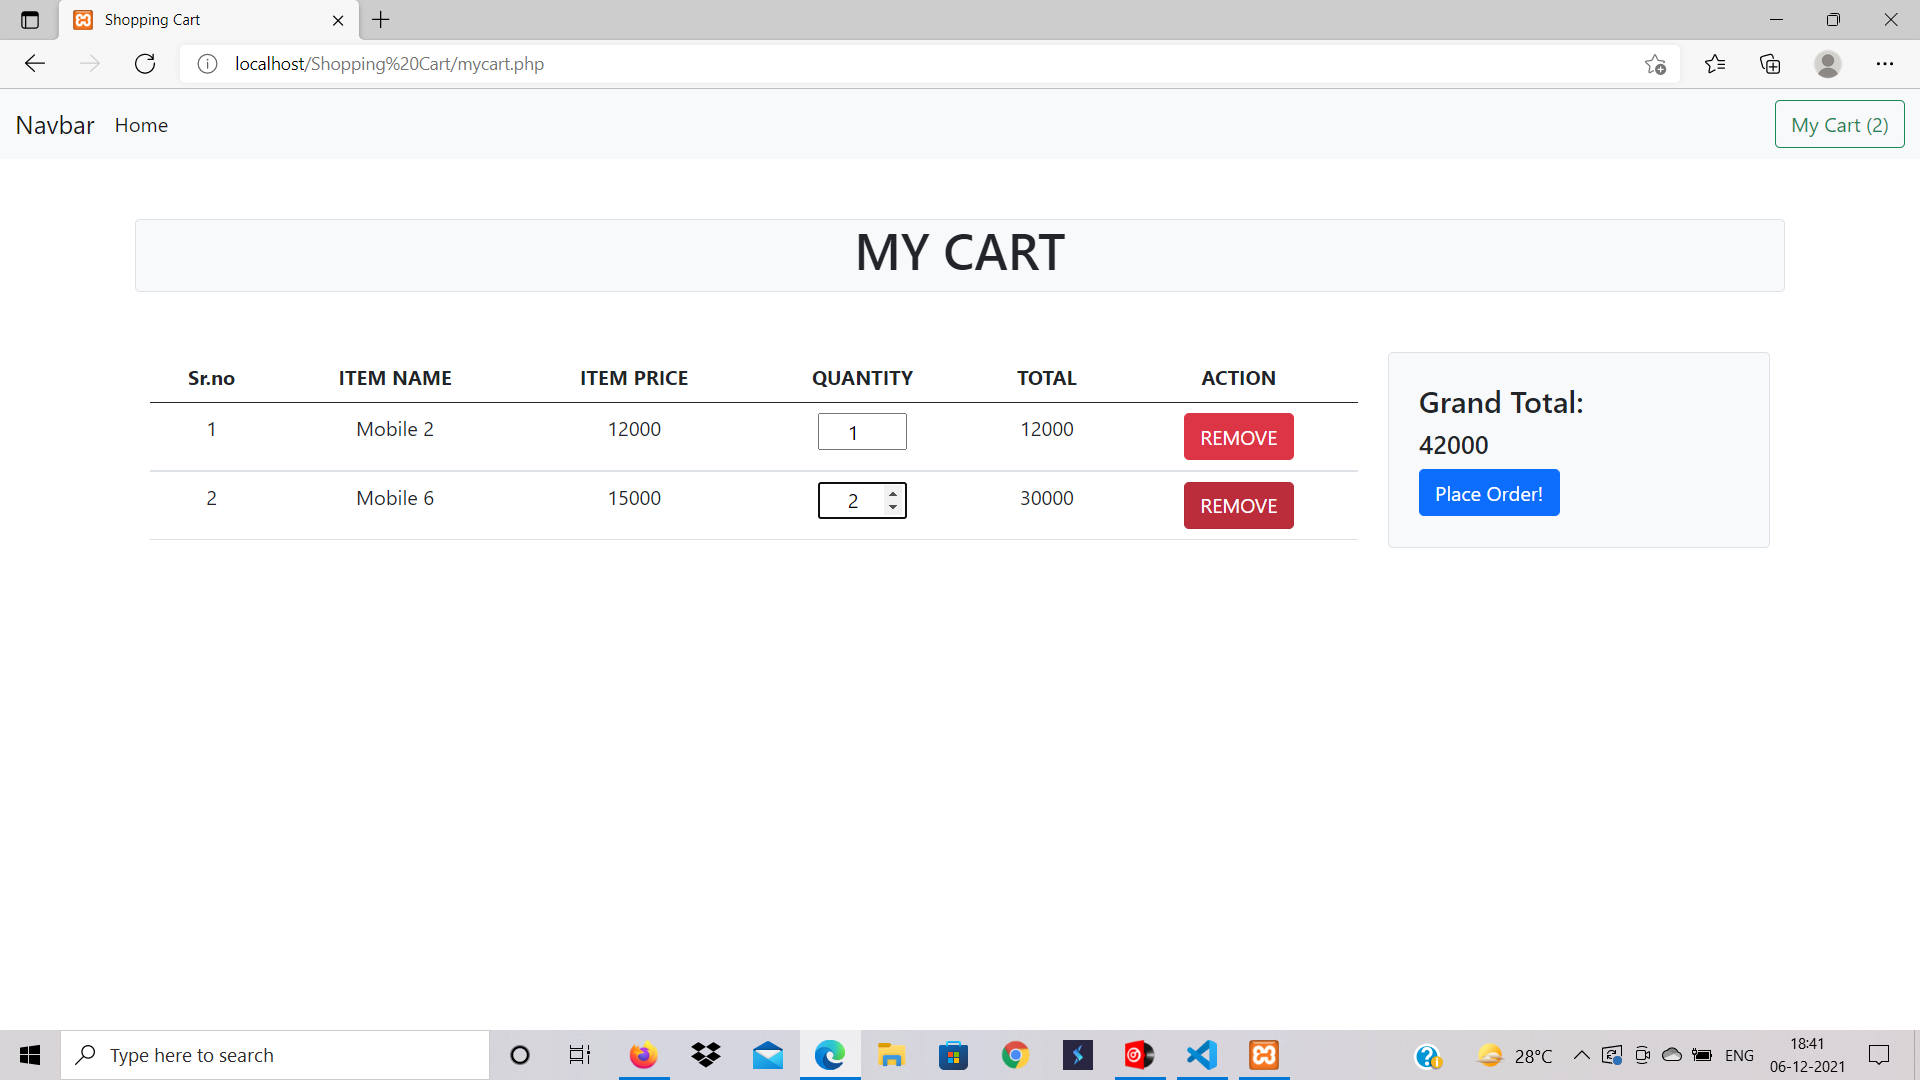 Shopping Cart
localhost/Shopping%20Cart/mycart.php
Navbar Home My Cart (2)
MY CART
Sr.no ITEM NAME ITEM PRICE QUANTITY TOTAL ACTION
1 Mobile 2 12000 1 12000 REMOVE
2 Mobile 6 15000 2 30000 REMOVE
Grand Total:
42000
Place Order!
Type here to search
28°C
ENG
18:41
06-12-2021